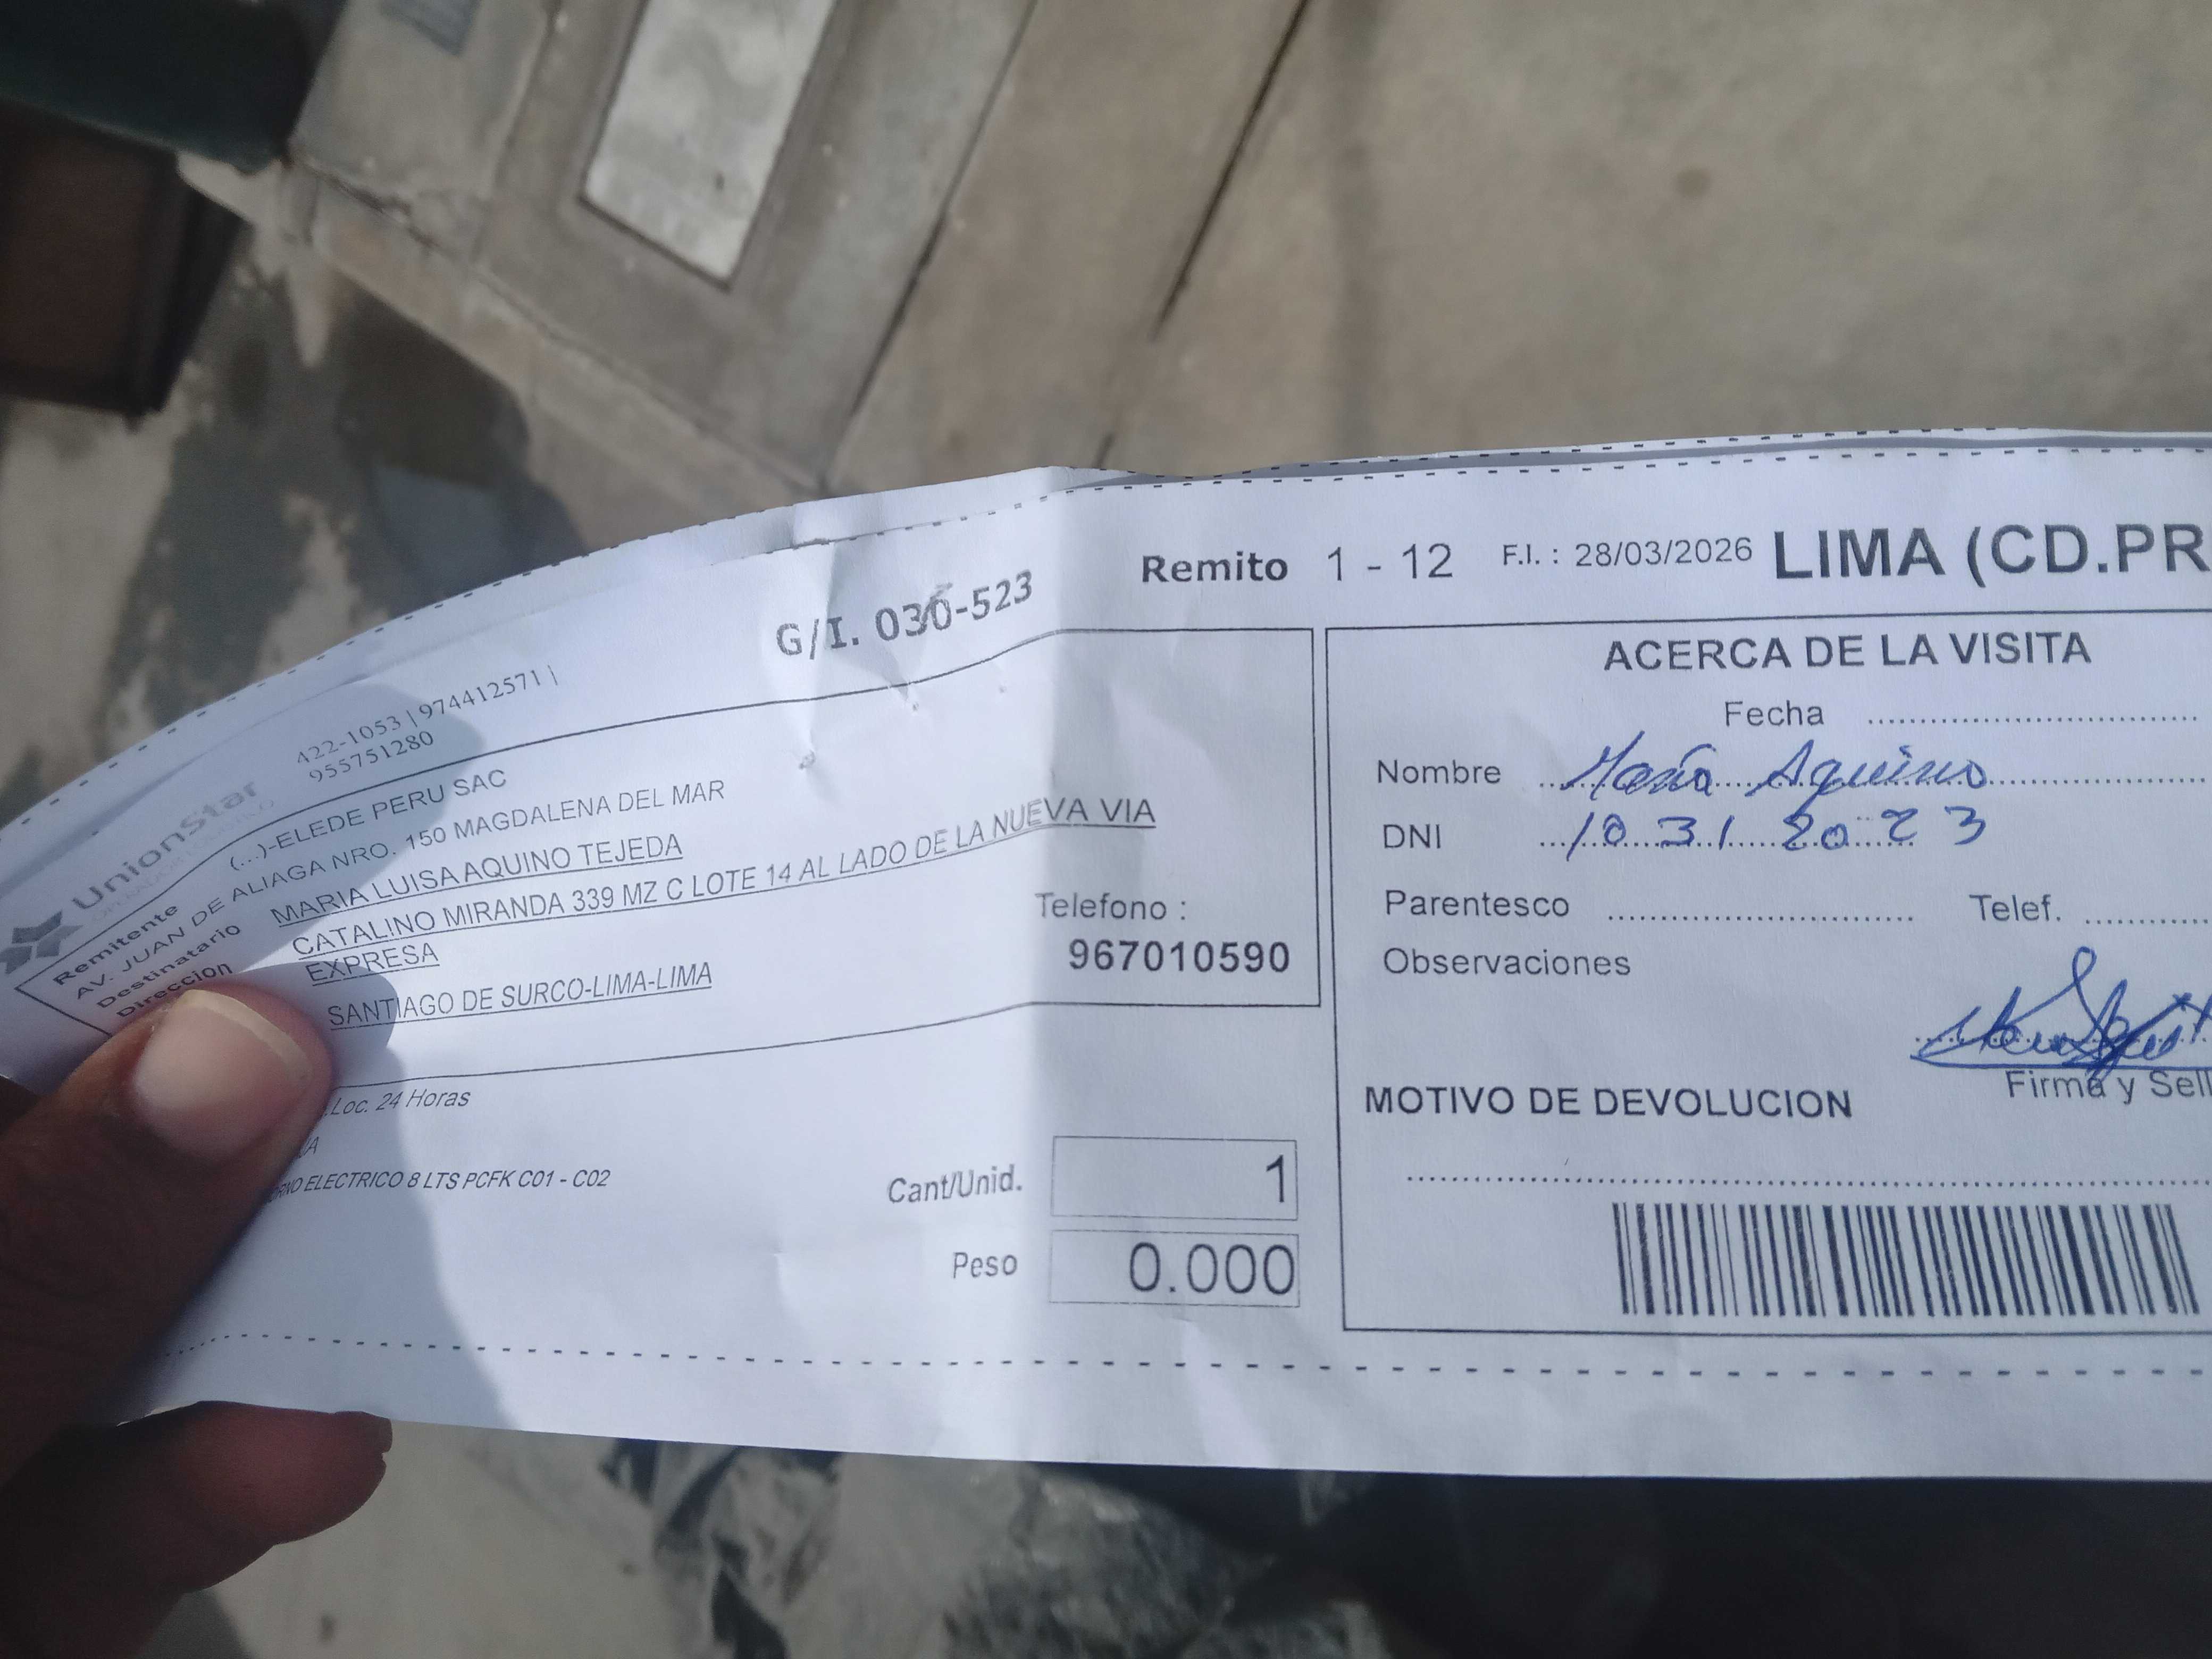 UnionStar
422-1053 | 974412571 |
955751280
G/I. 030-523
Remito 1 - 12 F.I. : 28/03/2026 LIMA (CD.PR
Remitente (...)-ELEDE PERU SAC
AV. JUAN DE ALIAGA NRO. 150 MAGDALENA DEL MAR
Destinatario MARIA LUISA AQUINO TEJEDA
Direccion CATALINO MIRANDA 339 MZ C LOTE 14 AL LADO DE LA NUEVA VIA
EXPRESA
SANTIAGO DE SURCO-LIMA-LIMA
Telefono :
967010590
Loc. 24 Horas
ELECTRICO 8 LTS PCFK C01 - C02
Cant/Unid. 1
Peso 0.000
ACERCA DE LA VISITA
Fecha
Nombre María Aquino
DNI 10 31 20 23
Parentesco Telef.
Observaciones
Firma y Sell
MOTIVO DE DEVOLUCION